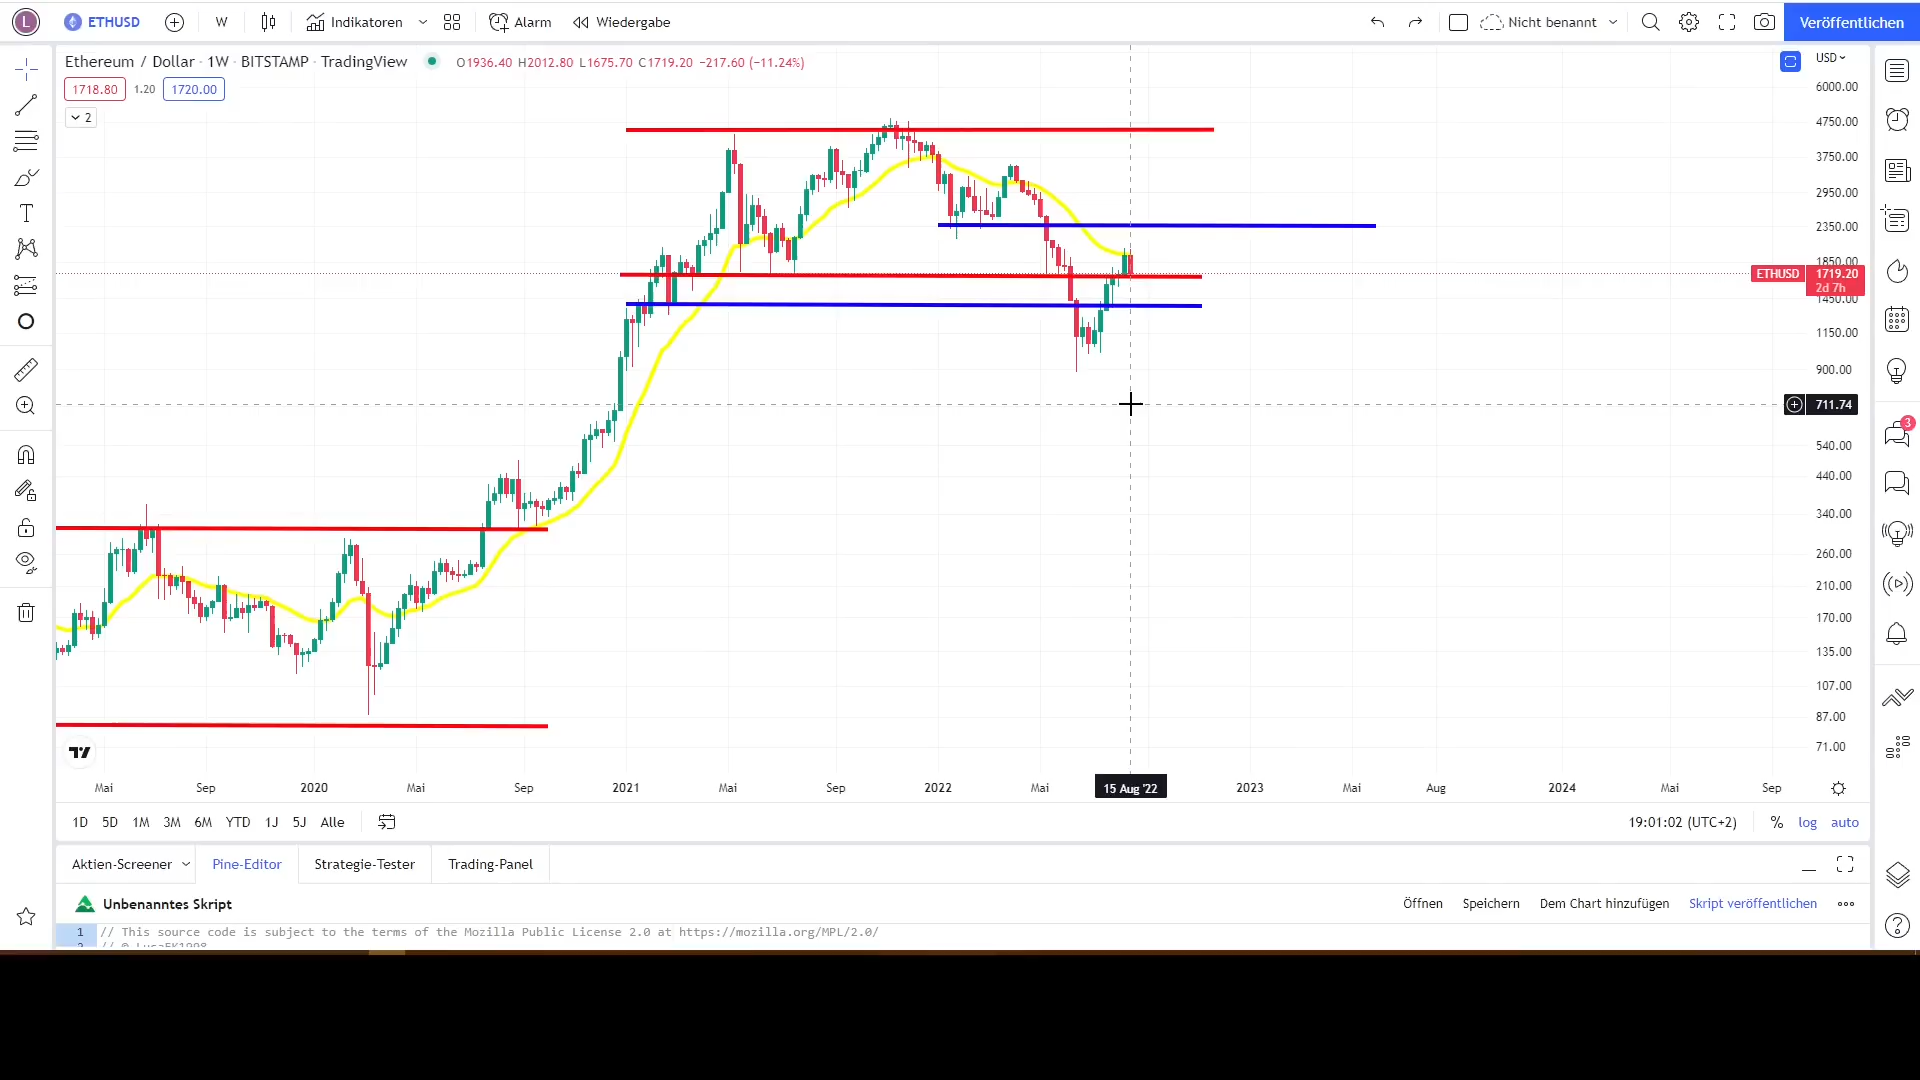 L ETHUSD W Indikatoren Alarm Wiedergabe Nicht benannt Veröffentlichen
Ethereum / Dollar · 1W · BITSTAMP · TradingView O1936.40 H2012.80 L1675.70 C1719.20 −217.60 (−11.24%)
USD
1718.80 1.20 1720.00
2
6000.00
4750.00
3750.00
2950.00
2350.00
1850.00
ETHUSD 1719.20
2d 7h
1450.00
1150.00
900.00
711.74
3
540.00
440.00
340.00
260.00
210.00
170.00
135.00
107.00
87.00
71.00
Mai Sep 2020 Mai Sep 2021 Mai Sep 2022 Mai 15 Aug '22 2023 Mai Aug 2024 Mai Sep
1D 5D 1M 3M 6M YTD 1J 5J Alle 19:01:02 (UTC+2) % log auto
Aktien-Screener Pine-Editor Strategie-Tester Trading-Panel
Unbenanntes Skript Öffnen Speichern Dem Chart hinzufügen Skript veröffentlichen
1 // This source code is subject to the terms of the Mozilla Public License 2.0 at https://mozilla.org/MPL/2.0/